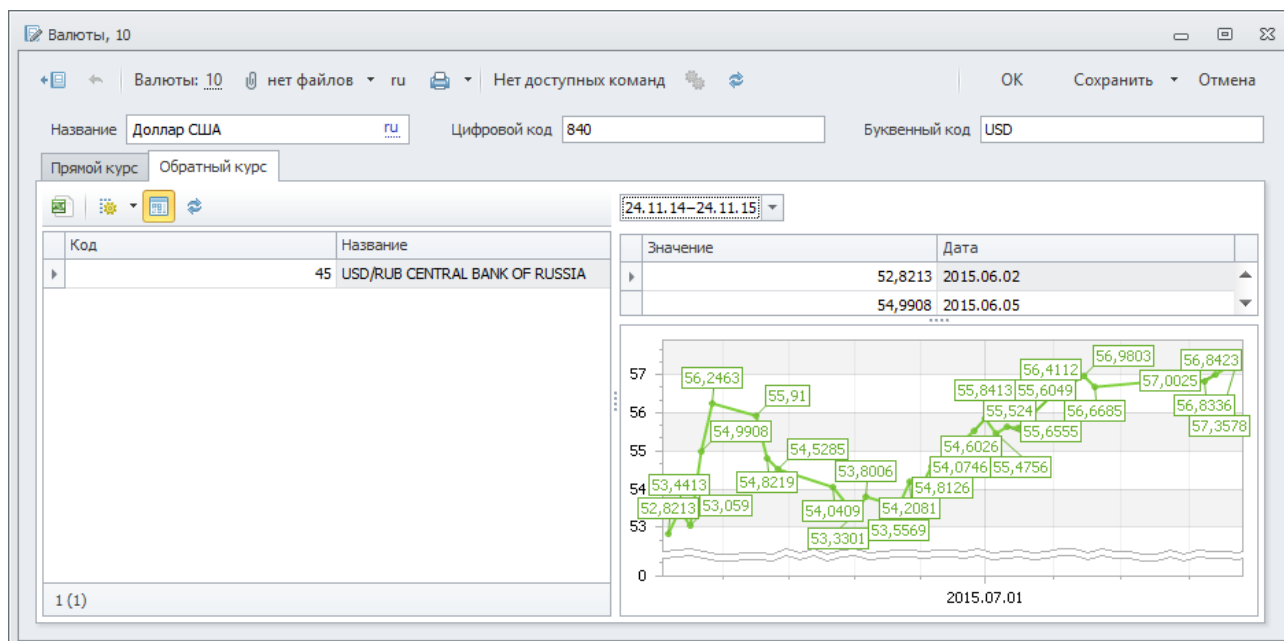 Валюты, 10
Валюты: 10 нет файлов ru Нет доступных команд OK Сохранить Отмена
Название Доллар США ru Цифровой код 840 Буквенный код USD
Прямой курс Обратный курс
24.11.14–24.11.15
Код Название
45 USD/RUB CENTRAL BANK OF RUSSIA
Значение Дата
52,8213 2015.06.02
54,9908 2015.06.05
57 56,2463 56,4112 56,9803 56,8423
55,91 55,8413 55,6049 57,0025
56 55,524 56,6685 56,8336
54,9908 55,6555 57,3578
55 54,5285 54,6026
53,8006 54,0746 55,4756
54 53,4413 54,8219 54,8126
52,8213 53,059 54,0409 54,2081
53 53,3301 53,5569
0
2015.07.01
1 (1)